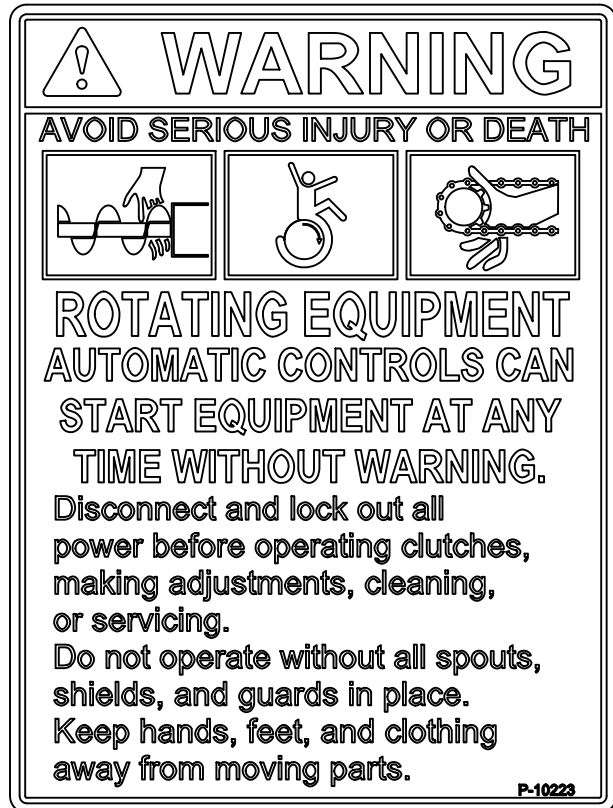 WARNING
AVOID SERIOUS INJURY OR DEATH
ROTATING EQUIPMENT
AUTOMATIC CONTROLS CAN
START EQUIPMENT AT ANY
TIME WITHOUT WARNING.
Disconnect and lock out all
power before operating clutches,
making adjustments, cleaning,
or servicing.
Do not operate without all spouts,
shields, and guards in place.
Keep hands, feet, and clothing
away from moving parts.
P-10223